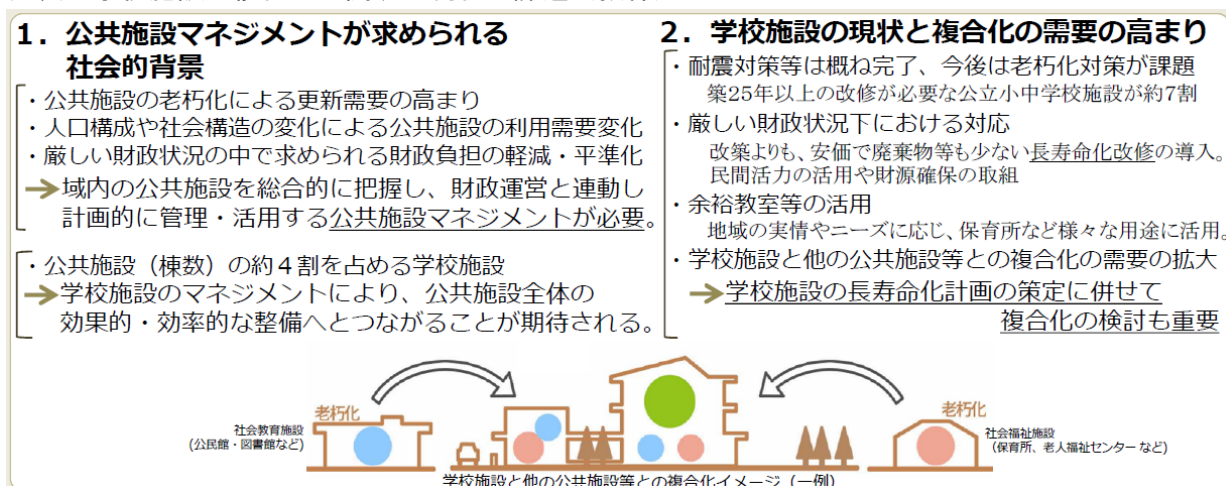 1．公共施設マネジメントが求められる
社会的背景
・公共施設の老朽化による更新需要の高まり
・人口構成や社会構造の変化による公共施設の利用需要変化
・厳しい財政状況の中で求められる財政負担の軽減・平準化
域内の公共施設を総合的に把握し、財政運営と連動し
計画的に管理・活用する公共施設マネジメントが必要。
・公共施設（棟数）の約４割を占める学校施設
学校施設のマネジメントにより、公共施設全体の
効果的・効率的な整備へとつながることが期待される。
2．学校施設の現状と複合化の需要の高まり
・耐震対策等は概ね完了、今後は老朽化対策が課題
築25年以上の改修が必要な公立小中学校施設が約7割
・厳しい財政状況下における対応
改築よりも、安価で廃棄物等も少ない長寿命化改修の導入。
民間活力の活用や財源確保の取組
・余裕教室等の活用
地域の実情やニーズに応じ、保育所など様々な用途に活用。
・学校施設と他の公共施設等との複合化の需要の拡大
学校施設の長寿命化計画の策定に併せて
複合化の検討も重要
老朽化
社会教育施設
（公民館・図書館など）
老朽化
社会福祉施設
（保育所、老人福祉センター など）
学校施設と他の公共施設等との複合化イメージ（一例）